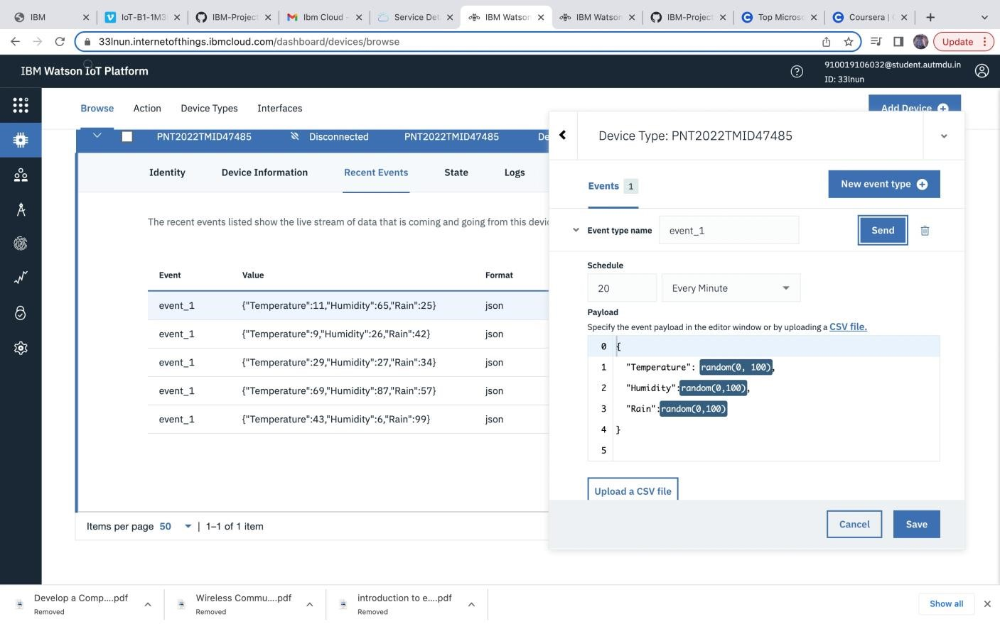 IBM
IoT-B1-1M3
IBM-Project
Ibm Cloud -
Service Det
IBM Watson
IBM Watson
IBM-Project
Top Micros
Coursera |
33lnun.internetofthings.ibmcloud.com/dashboard/devices/browse
Update
IBM Watson IoT Platform
910019106032@student.autmdu.in
ID: 33lnun
Browse
Action
Device Types
Interfaces
Add Device
PNT2022TMID47485
Disconnected
PNT2022TMID47485
De
Device Type: PNT2022TMID47485
Identity
Device Information
Recent Events
State
Logs
Events 1
New event type
The recent events listed show the live stream of data that is coming and going from this devi
Event type name
event_1
Send
Schedule
20
Every Minute
Payload
Specify the event payload in the editor window or by uploading a CSV file.
Event
Value
Format
event_1
{"Temperature":11,"Humidity":65,"Rain":25}
json
event_1
{"Temperature":9,"Humidity":26,"Rain":42}
json
event_1
{"Temperature":29,"Humidity":27,"Rain":34}
json
event_1
{"Temperature":69,"Humidity":87,"Rain":57}
json
event_1
{"Temperature":43,"Humidity":6,"Rain":99}
json
0 {
1 "Temperature": random(0, 100),
2 "Humidity":random(0,100),
3 "Rain":random(0,100)
4 }
5
Upload a CSV file
Cancel
Save
Items per page 50 | 1–1 of 1 item
Develop a Comp....pdf
Removed
Wireless Commu....pdf
Removed
introduction to e....pdf
Removed
Show all